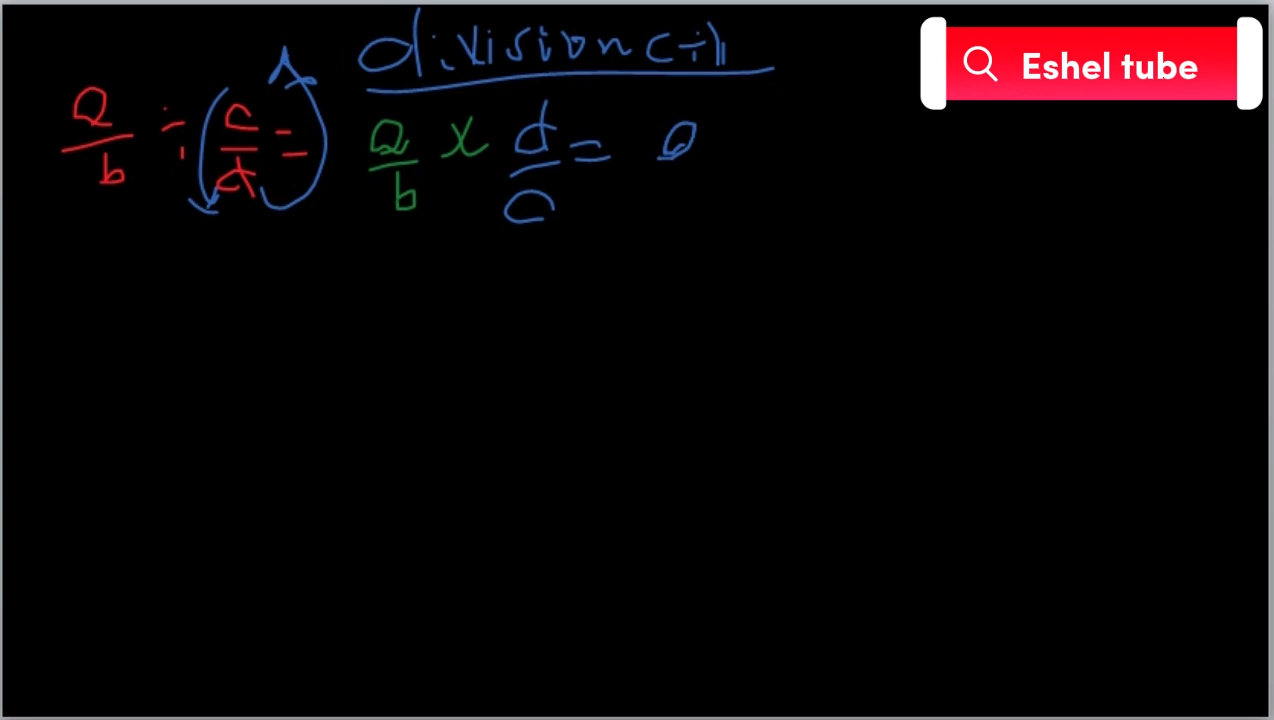 division (÷)
Eshel tube
a/b ÷ c/d = a/b x d/c = a